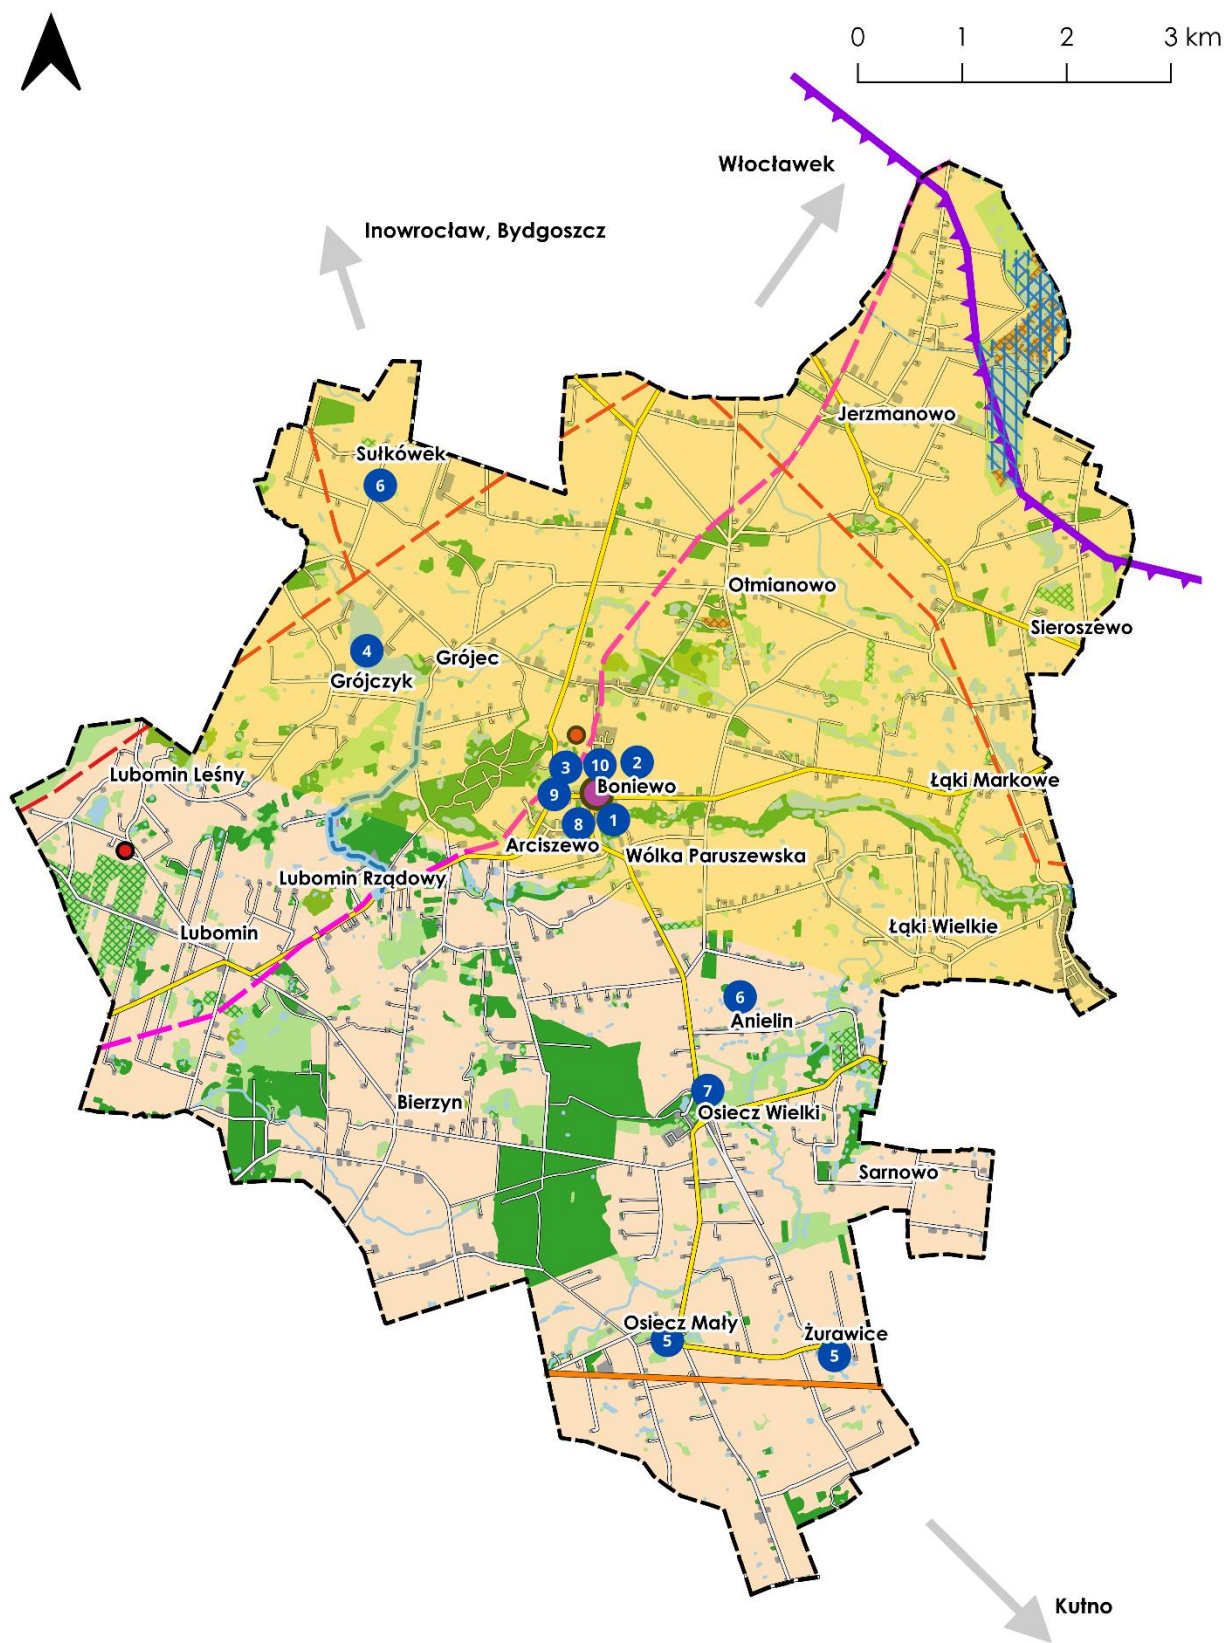 0 1 2 3 km
Włocławek
Inowrocław, Bydgoszcz
Jerzmanowo
Sułkówek
6
Otmianowo
Sieroszewo
4
Grójec
Grójczyk
Lubomin Leśny
3
10
2
Boniewo
Łąki Markowe
9
8
1
Arciszewo
Wólka Paruszewska
Lubomin Rządowy
Lubomin
Łąki Wielkie
6
Anielin
7
Bierzyn
Osiecz Wielki
Sarnowo
Osiecz Mały
5
Żurawice
5
Kutno